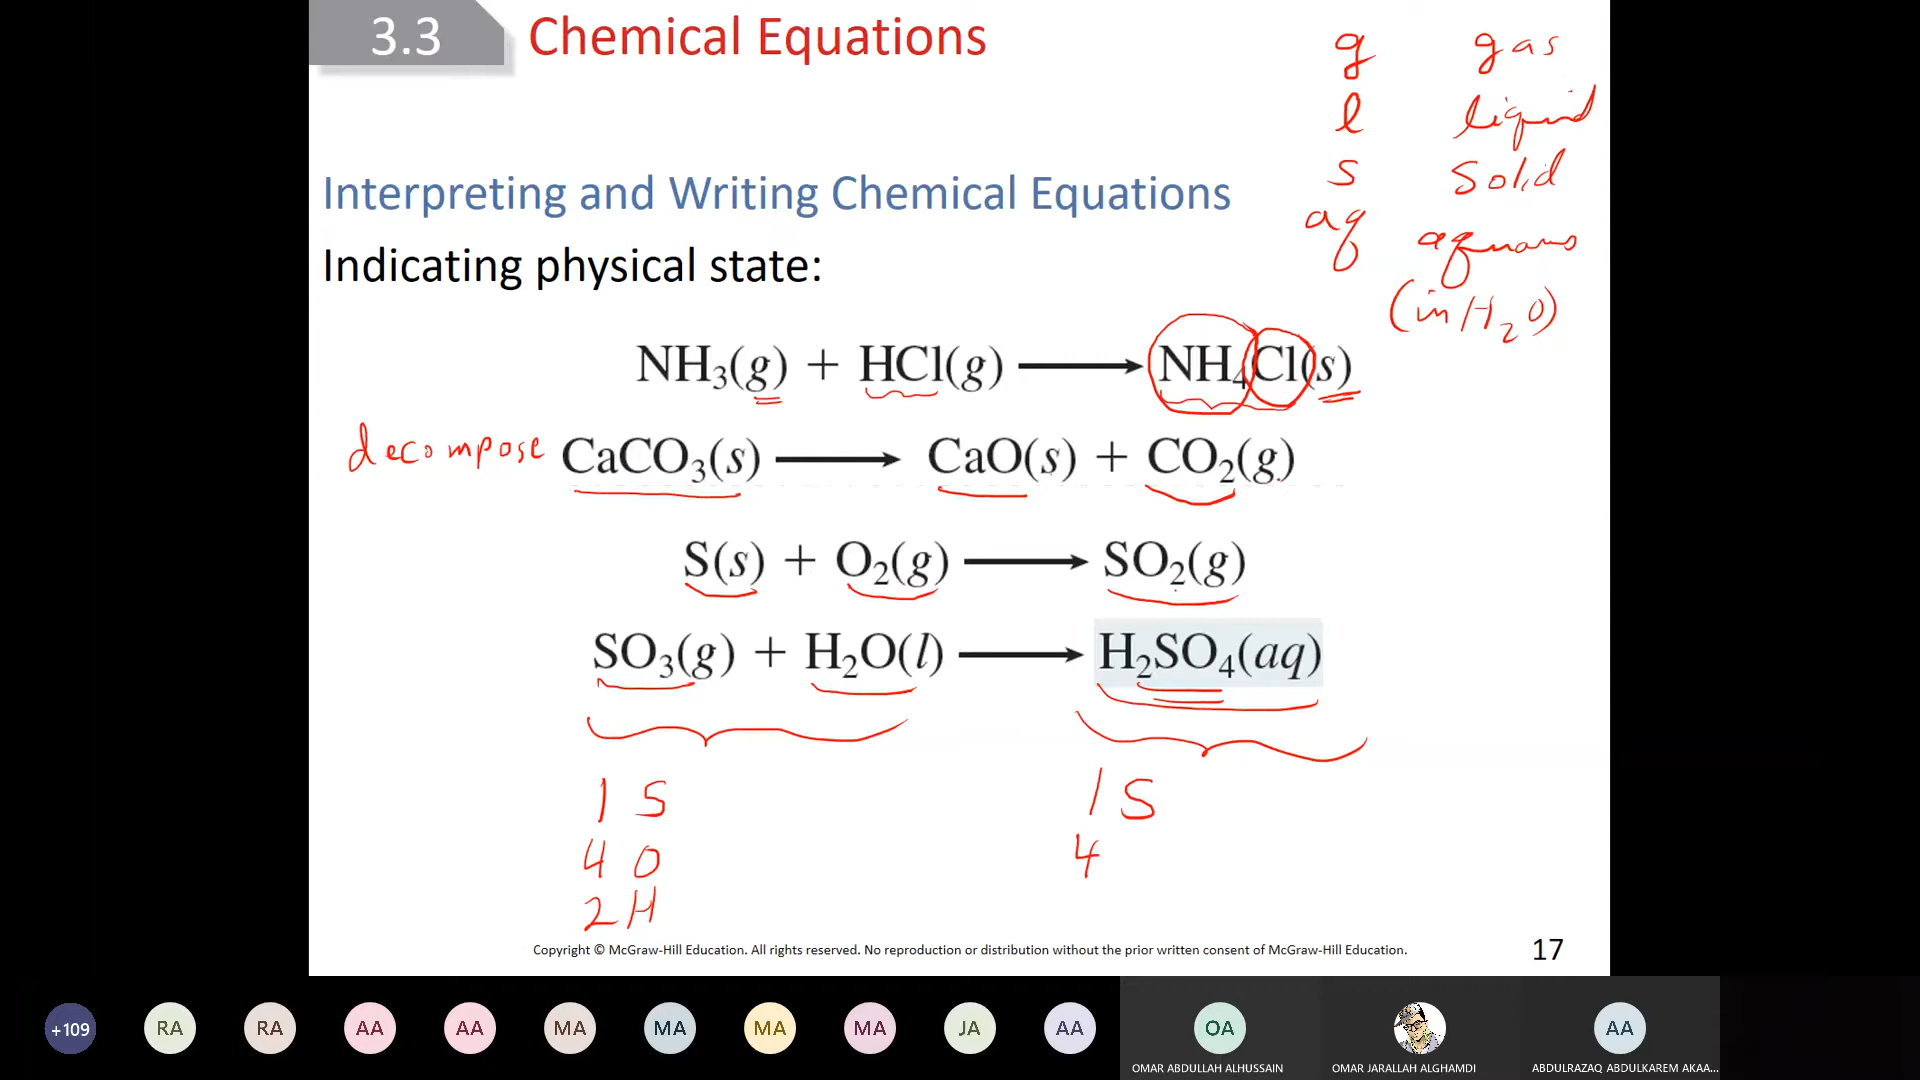 3.3 Chemical Equations
g gas
l liquid
s Solid
aq aqueous
(in H₂O)
Interpreting and Writing Chemical Equations
Indicating physical state:
NH₃(g) + HCl(g) ⟶ NH₄Cl(s)
decompose CaCO₃(s) ⟶ CaO(s) + CO₂(g)
S(s) + O₂(g) ⟶ SO₂(g)
SO₃(g) + H₂O(l) ⟶ H₂SO₄(aq)
1 S 1 S
4 O 4
2 H
Copyright © McGraw-Hill Education. All rights reserved. No reproduction or distribution without the prior written consent of McGraw-Hill Education.
17
+109 RA RA AA AA MA MA MA MA JA AA OA AA
OMAR ABDULLAH ALHUSSAIN OMAR JARALLAH ALGHAMDI ABDULRAZAQ ABDULKAREM AKAA...